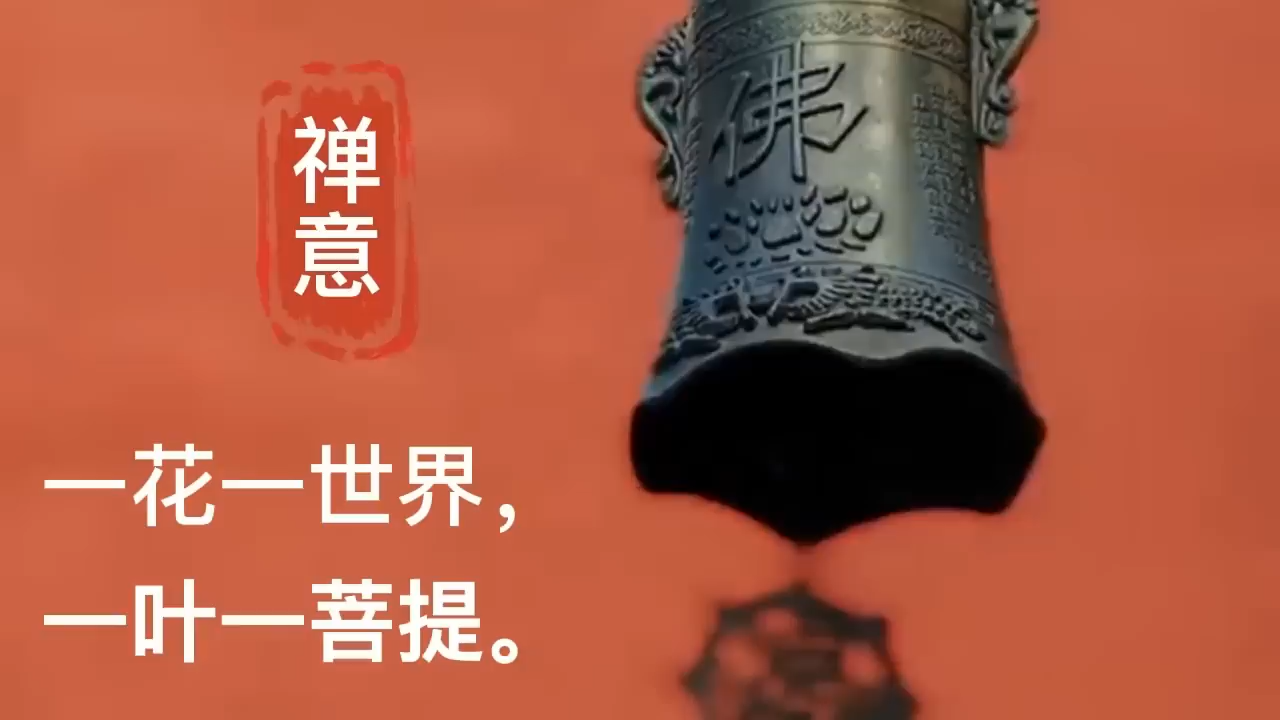 禅意
佛
一花一世界，
一叶一菩提。